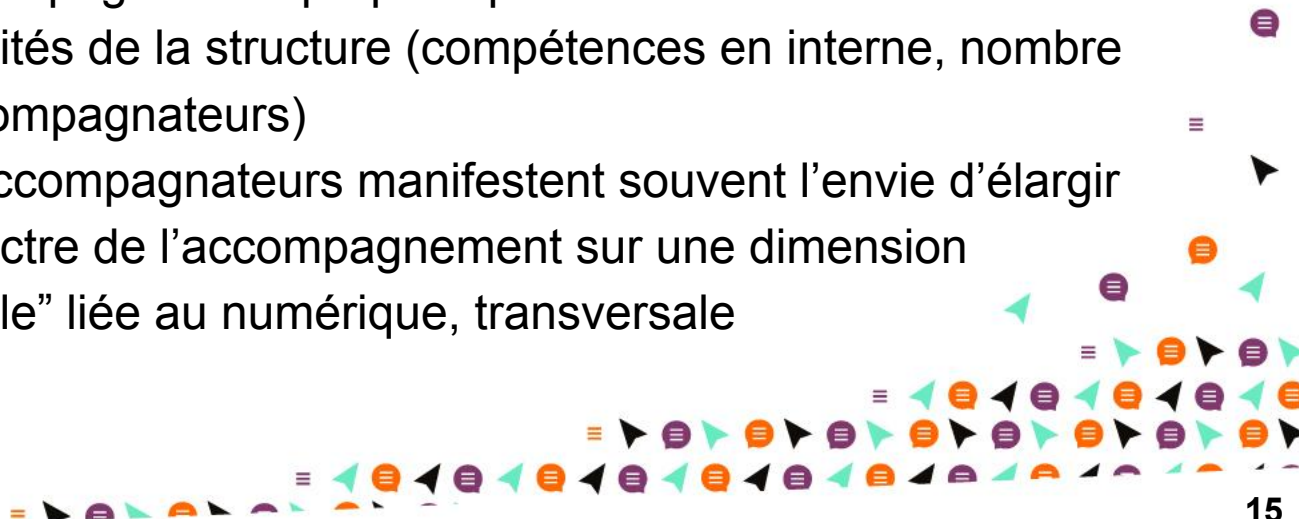 ités de la structure (compétences en interne, nombre
ompagnateurs)
ccompagnateurs manifestent souvent l’envie d’élargir
ctre de l’accompagnement sur une dimension
le” liée au numérique, transversale
15